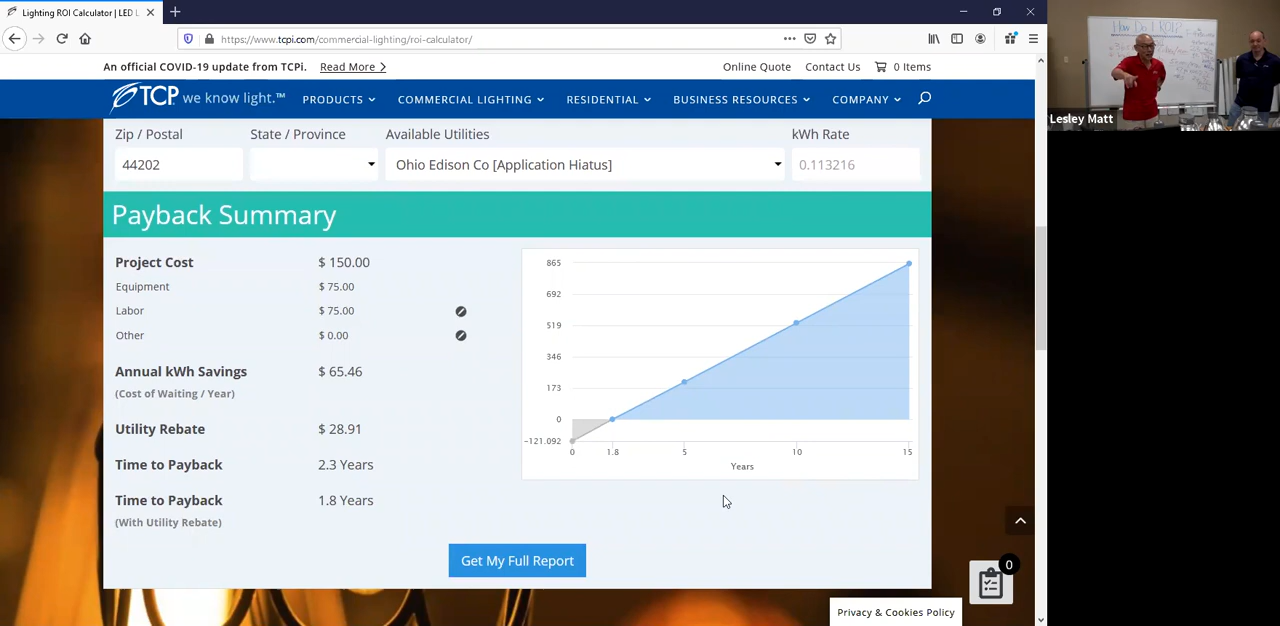 Lighting ROI Calculator | LED L
https://www.tcpi.com/commercial-lighting/roi-calculator/
An official COVID-19 update from TCPi. Read More >
Online Quote Contact Us 0 Items
TCP we know light.™ PRODUCTS COMMERCIAL LIGHTING RESIDENTIAL BUSINESS RESOURCES COMPANY
Zip / Postal State / Province Available Utilities kWh Rate
44202 Ohio Edison Co [Application Hiatus] 0.113216
Payback Summary
Project Cost $ 150.00
Equipment $ 75.00
Labor $ 75.00
Other $ 0.00
Annual kWh Savings $ 65.46
(Cost of Waiting / Year)
Utility Rebate $ 28.91
Time to Payback 2.3 Years
Time to Payback 1.8 Years
(With Utility Rebate)
865
692
519
346
173
0
-121.092
0 1.8 5 10 15
Years
Get My Full Report
0
Privacy & Cookies Policy
How Do I ROI?
Lesley Matt